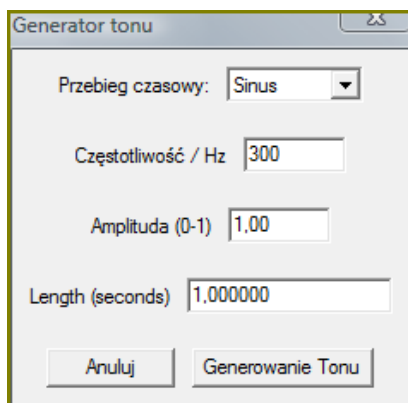 Generator tonu
Przebieg czasowy: Sinus
Częstotliwość / Hz 300
Amplituda (0-1) 1,00
Length (seconds) 1,000000
Anuluj Generowanie Tonu